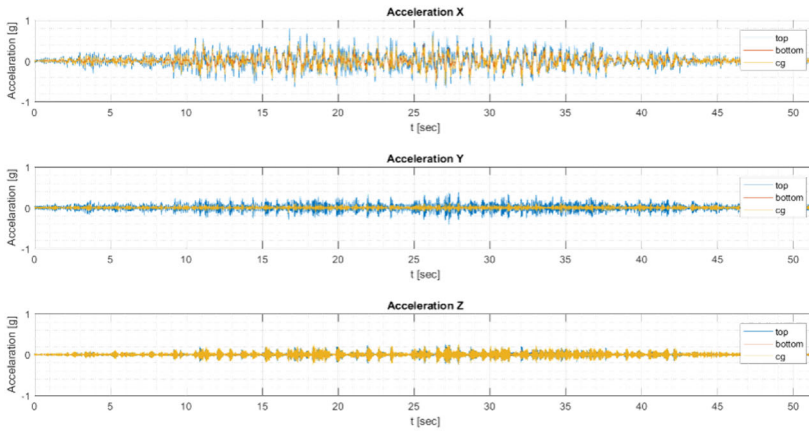 Acceleration X
1
top
bottom
cg
Accelaration [g]
0
-1
0 5 10 15 20 25 30 35 40 45 50
t [sec]
Acceleration Y
1
top
bottom
cg
Acceleration [g]
0
-1
0 5 10 15 20 25 30 35 40 45 50
t [sec]
Acceleration Z
1
top
bottom
cg
Acceleration [g]
0
-1
0 5 10 15 20 25 30 35 40 45 50
t [sec]